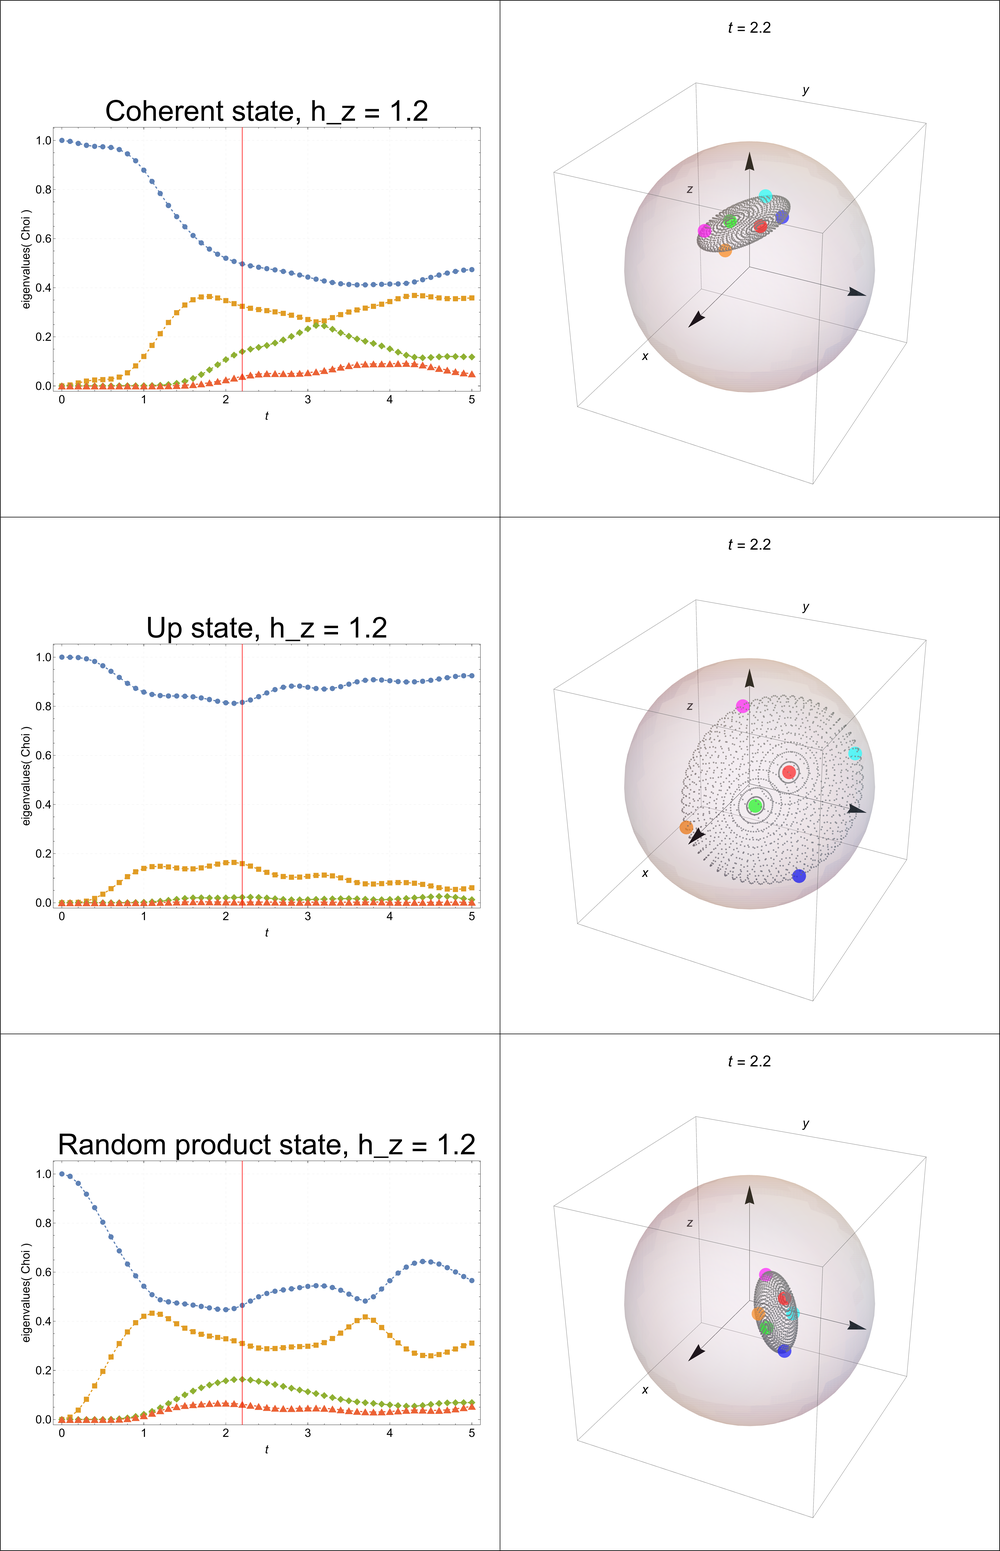 t = 2.2
Coherent state, h_z = 1.2
eigenvalues( Choi )
1.0
0.8
0.6
0.4
0.2
0.0
0 1 2 3 4 5
t
y
z
x
t = 2.2
Up state, h_z = 1.2
eigenvalues( Choi )
1.0
0.8
0.6
0.4
0.2
0.0
0 1 2 3 4 5
t
y
z
x
t = 2.2
Random product state, h_z = 1.2
eigenvalues( Choi )
1.0
0.8
0.6
0.4
0.2
0.0
0 1 2 3 4 5
t
y
z
x